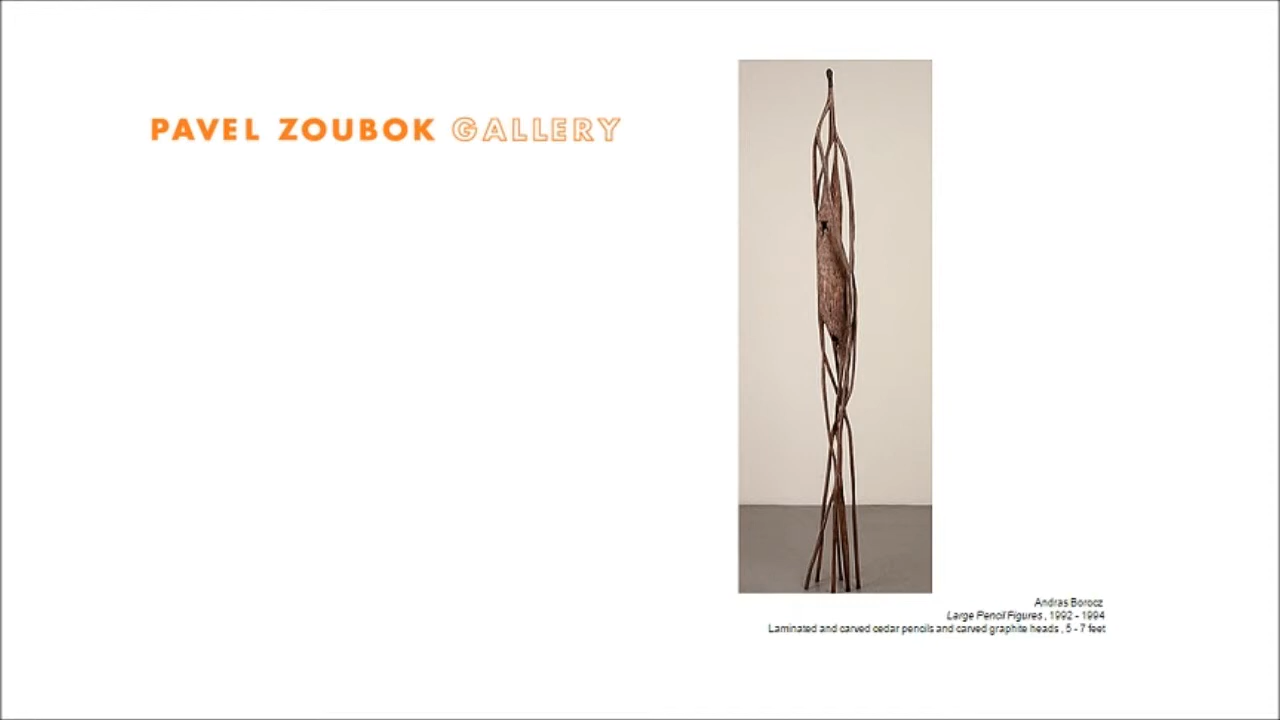 PAVEL ZOUBOK GALLERY
Andras Borocz
Large Pencil Figures , 1992 - 1994
Laminated and carved cedar pencils and carved graphite heads , 5 - 7 feet